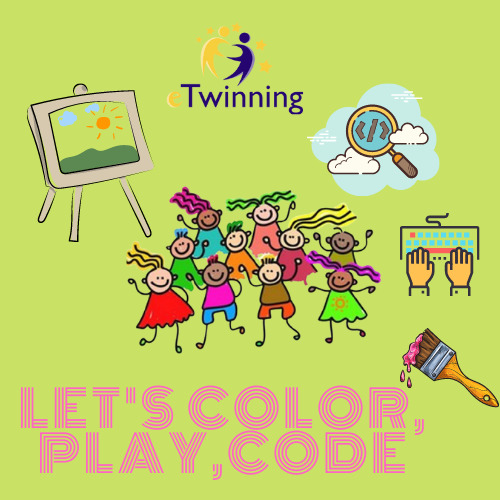 eTwinning
</>
LET'S COLOR,
PLAY,CODE